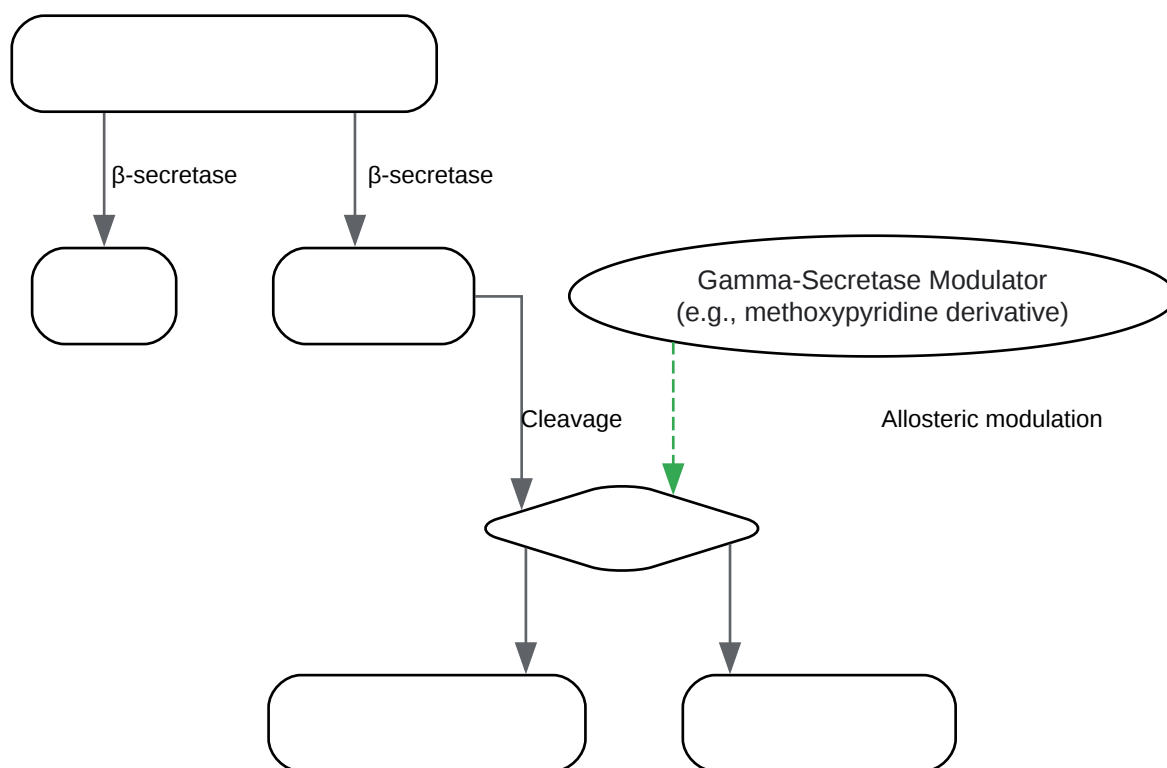 β-secretase
β-secretase
Gamma-Secretase Modulator
(e.g., methoxypyridine derivative)
Cleavage
Allosteric modulation